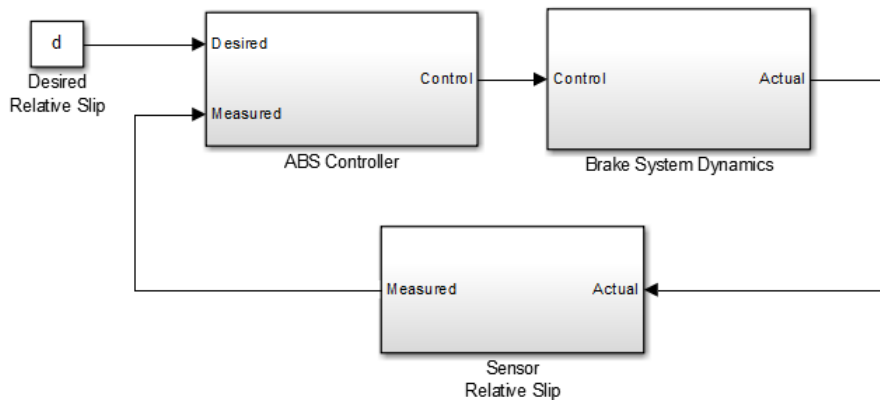 d
Desired
Relative Slip
Desired
Measured
Control
ABS Controller
Control
Actual
Brake System Dynamics
Measured
Actual
Sensor
Relative Slip